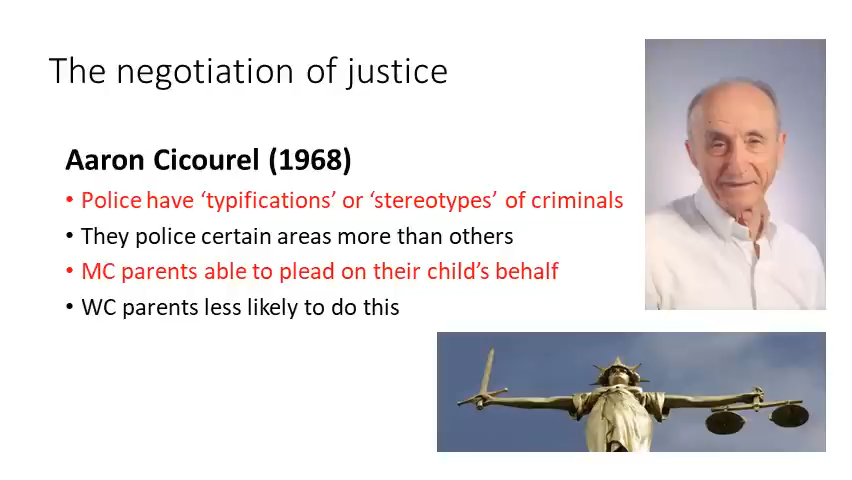 The negotiation of justice
Aaron Cicourel (1968)
• Police have ‘typifications’ or ‘stereotypes’ of criminals
• They police certain areas more than others
• MC parents able to plead on their child’s behalf
• WC parents less likely to do this